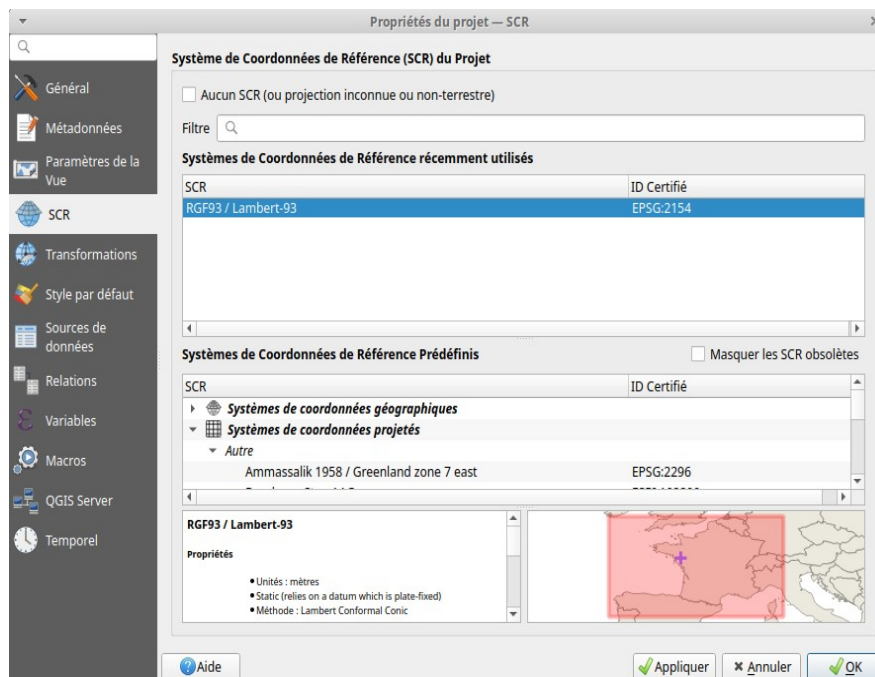 Propriétés du projet — SCR
Général
Métadonnées
Paramètres de la
Vue
SCR
Transformations
Style par défaut
Sources de
données
Relations
Variables
Macros
QGIS Server
Temporel
Système de Coordonnées de Référence (SCR) du Projet
Aucun SCR (ou projection inconnue ou non-terrestre)
Filtre
Systèmes de Coordonnées de Référence récemment utilisés
SCR ID Certifié
RGF93 / Lambert-93 EPSG:2154
Systèmes de Coordonnées de Référence Prédéfinis Masquer les SCR obsolètes
SCR ID Certifié
Systèmes de coordonnées géographiques
Systèmes de coordonnées projetés
Autre
Ammassalik 1958 / Greenland zone 7 east EPSG:2296
RGF93 / Lambert-93
Propriétés
• Unités : mètres
• Static (relies on a datum which is plate-fixed)
• Méthode : Lambert Conformal Conic
Aide Appliquer Annuler OK